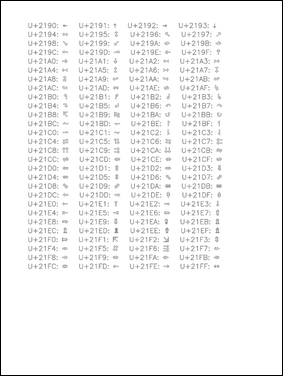 U+2190: ← U+2191: ↑ U+2192: → U+2193: ↓
U+2194: ↔ U+2195: ↕ U+2196: ↖ U+2197: ↗
U+2198: ↘ U+2199: ↙ U+219A: ↚ U+219B: ↛
U+219C: ↜ U+219D: ↝ U+219E: ↞ U+219F: ↟
U+21A0: ↠ U+21A1: ↡ U+21A2: ↢ U+21A3: ↣
U+21A4: ↤ U+21A5: ↥ U+21A6: ↦ U+21A7: ↧
U+21A8: ↨ U+21A9: ↩ U+21AA: ↪ U+21AB: ↫
U+21AC: ↬ U+21AD: ↭ U+21AE: ↮ U+21AF: ↯
U+21B0: ↰ U+21B1: ↱ U+21B2: ↲ U+21B3: ↳
U+21B4: ↴ U+21B5: ↵ U+21B6: ↶ U+21B7: ↷
U+21B8: ↸ U+21B9: ↹ U+21BA: ↺ U+21BB: ↻
U+21BC: ↼ U+21BD: ↽ U+21BE: ↾ U+21BF: ↿
U+21C0: ⇀ U+21C1: ⇁ U+21C2: ⇂ U+21C3: ⇃
U+21C4: ⇄ U+21C5: ⇅ U+21C6: ⇆ U+21C7: ⇇
U+21C8: ⇈ U+21C9: ⇉ U+21CA: ⇊ U+21CB: ⇋
U+21CC: ⇌ U+21CD: ⇍ U+21CE: ⇎ U+21CF: ⇏
U+21D0: ⇐ U+21D1: ⇑ U+21D2: ⇒ U+21D3: ⇓
U+21D4: ⇔ U+21D5: ⇕ U+21D6: ⇖ U+21D7: ⇗
U+21D8: ⇘ U+21D9: ⇙ U+21DA: ⇚ U+21DB: ⇛
U+21DC: ⇜ U+21DD: ⇝ U+21DE: ⇞ U+21DF: ⇟
U+21E0: ⇠ U+21E1: ⇡ U+21E2: ⇢ U+21E3: ⇣
U+21E4: ⇤ U+21E5: ⇥ U+21E6: ⇦ U+21E7: ⇧
U+21E8: ⇨ U+21E9: ⇩ U+21EA: ⇪ U+21EB: ⇫
U+21EC: ⇬ U+21ED: ⇭ U+21EE: ⇮ U+21EF: ⇯
U+21F0: ⇰ U+21F1: ⇱ U+21F2: ⇲ U+21F3: ⇳
U+21F4: ⇴ U+21F5: ⇵ U+21F6: ⇶ U+21F7: ⇷
U+21F8: ⇸ U+21F9: ⇹ U+21FA: ⇺ U+21FB: ⇻
U+21FC: ⇼ U+21FD: ⇽ U+21FE: ⇾ U+21FF: ⇿